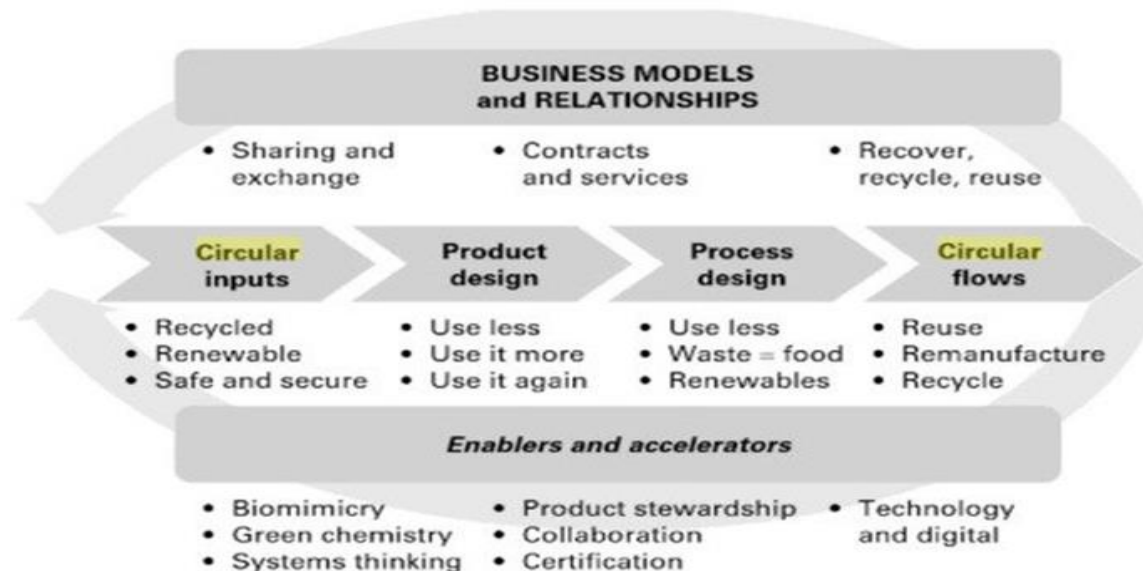 BUSINESS MODELS
and RELATIONSHIPS
• Sharing and
exchange
• Contracts
and services
• Recover,
recycle, reuse
Circular
inputs
Product
design
Process
design
Circular
flows
• Recycled
• Renewable
• Safe and secure
• Use less
• Use it more
• Use it again
• Use less
• Waste = food
• Renewables
• Reuse
• Remanufacture
• Recycle
Enablers and accelerators
• Biomimicry
• Green chemistry
• Systems thinking
• Product stewardship
• Collaboration
• Certification
• Technology
and digital